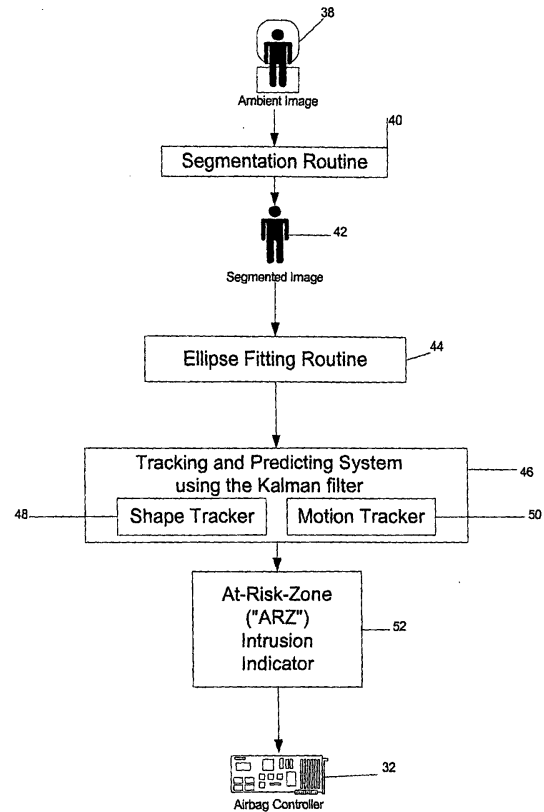 38
Ambient Image
40
Segmentation Routine
42
Segmented Image
Ellipse Fitting Routine
44
Tracking and Predicting System
using the Kalman filter
46
48
Shape Tracker
Motion Tracker
50
At-Risk-Zone
("ARZ")
Intrusion
Indicator
52
32
Airbag Controller